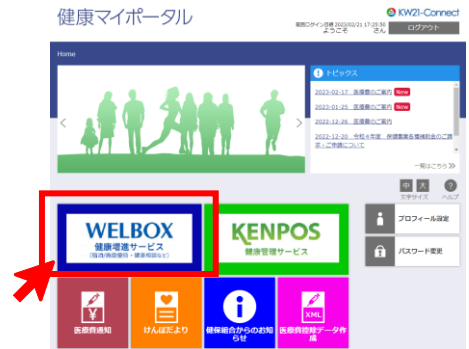 健康マイポータル
前回ログイン日時 2023/02/21 17:23:50
ようこそ さん
KW21-Connect
ログアウト
Home
トピックス
2023-02-17 医療費のご案内 New
2023-01-25 医療費のご案内 New
2022-12-26 医療費のご案内
2022-12-20 令和4年度 保健事業各種補助金のご請
求・ご申請について
一覧はこちら
中 大 ?
文字サイズ ヘルプ
WELBOX
健康増進サービス
(宿泊/施設優待・健康相談など)
KENPOS
健康管理サービス
プロフィール設定
パスワード変更
¥
医療費通知
けんぽだより
健保組合からのお知
らせ
XML
医療費控除データ作
成